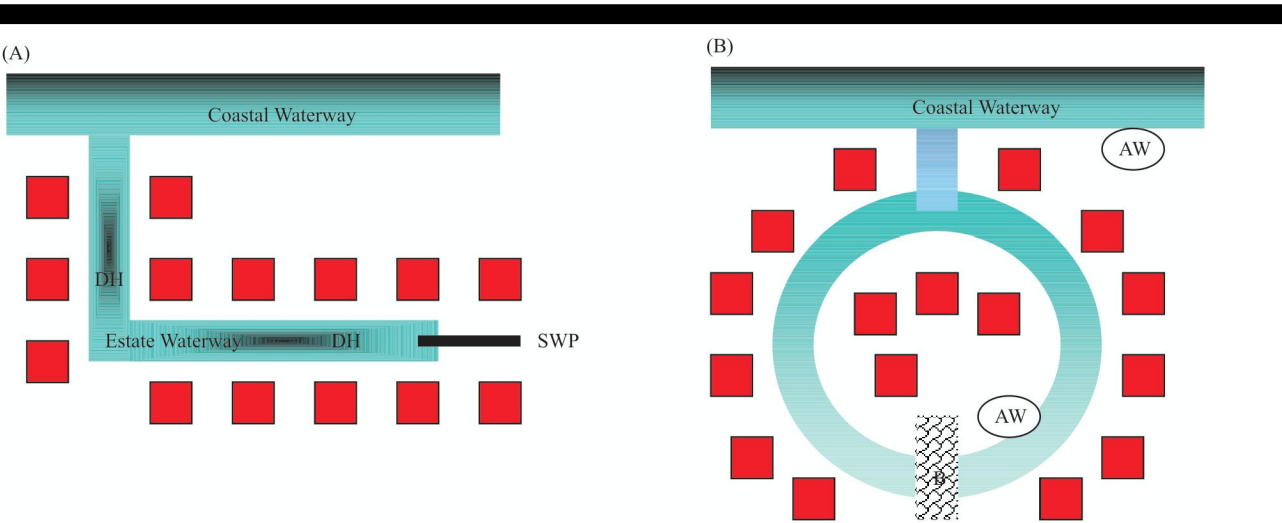 (A)
Coastal Waterway
DH
Estate Waterway
DH
SWP
(B)
Coastal Waterway
AW
AW
B